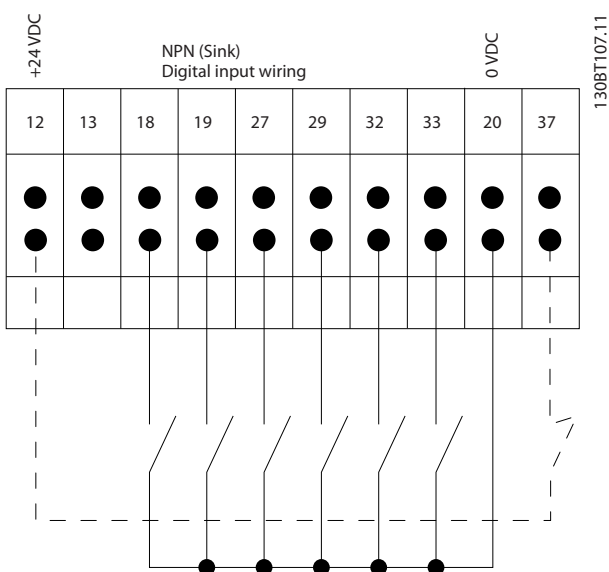 +24 VDC
NPN (Sink)
Digital input wiring
0 VDC
130BT107.11
12 13 18 19 27 29 32 33 20 37